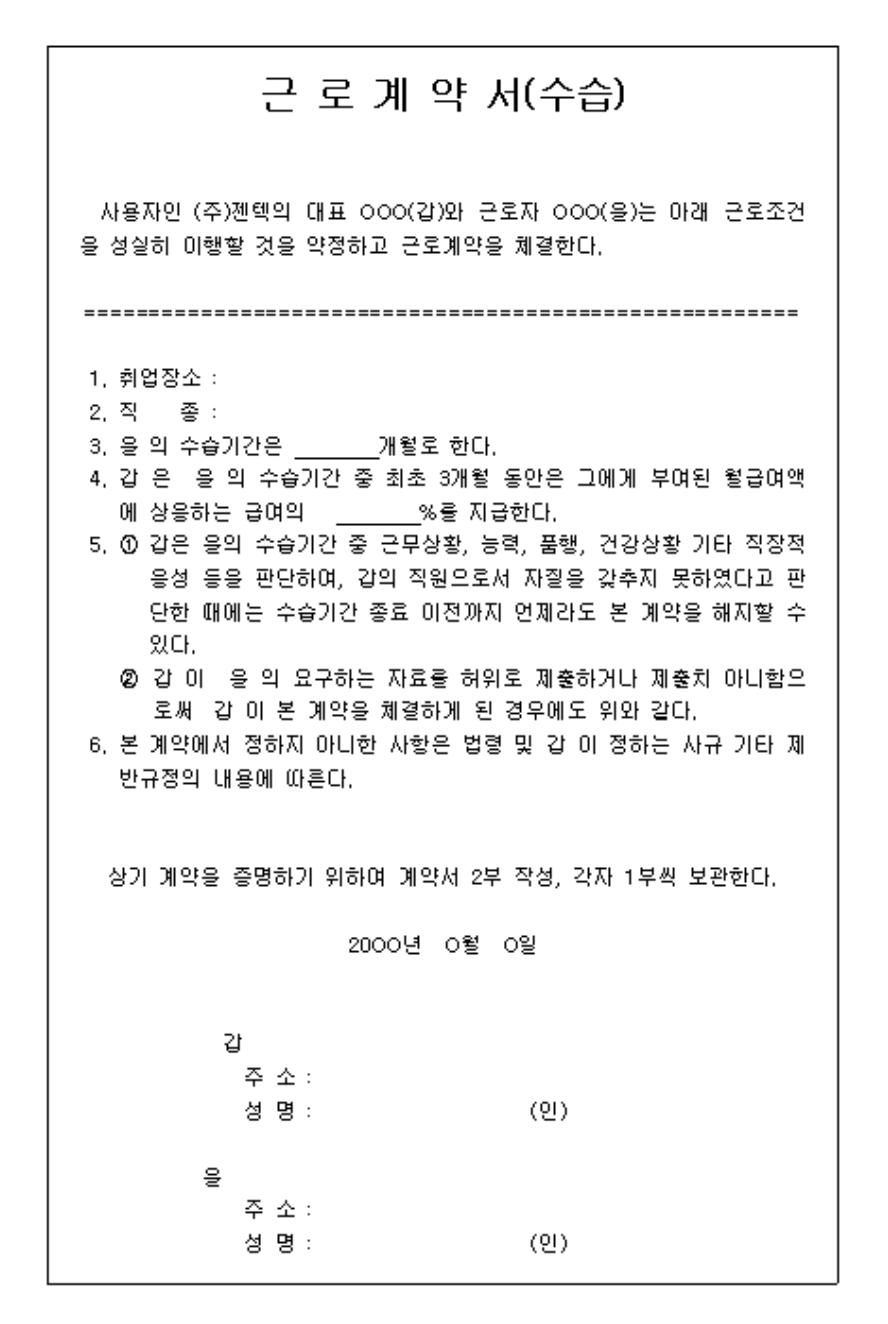 근 로 계 약 서(수습)
사용자인 (주)젠텍의 대표 OOO(갑)와 근로자 OOO(을)는 아래 근로조건
을 성실히 이행할 것을 약정하고 근로계약을 체결한다.
=======================================================
1. 취업장소 :
2. 직 종 :
3. 을 의 수습기간은 _______개월로 한다.
4. 갑 은 을 의 수습기간 중 최초 3개월 동안은 그에게 부여된 월급여액
에 상응하는 급여의 _______%를 지급한다.
5. ① 갑은 을의 수습기간 중 근무상황, 능력, 품행, 건강상황 기타 직장적
응성 등을 판단하여, 갑의 직원으로서 자질을 갖추지 못하였다고 판
단한 때에는 수습기간 종료 이전까지 언제라도 본 계약을 해지할 수
있다.
② 갑 이 을 의 요구하는 자료를 허위로 제출하거나 제출치 아니함으
로써 갑 이 본 계약을 체결하게 된 경우에도 위와 같다.
6. 본 계약에서 정하지 아니한 사항은 법령 및 갑 이 정하는 사규 기타 제
반규정의 내용에 따른다.
상기 계약을 증명하기 위하여 계약서 2부 작성, 각자 1부씩 보관한다.
2000년 O월 O일
갑
주 소 :
성 명 : (인)
을
주 소 :
성 명 : (인)